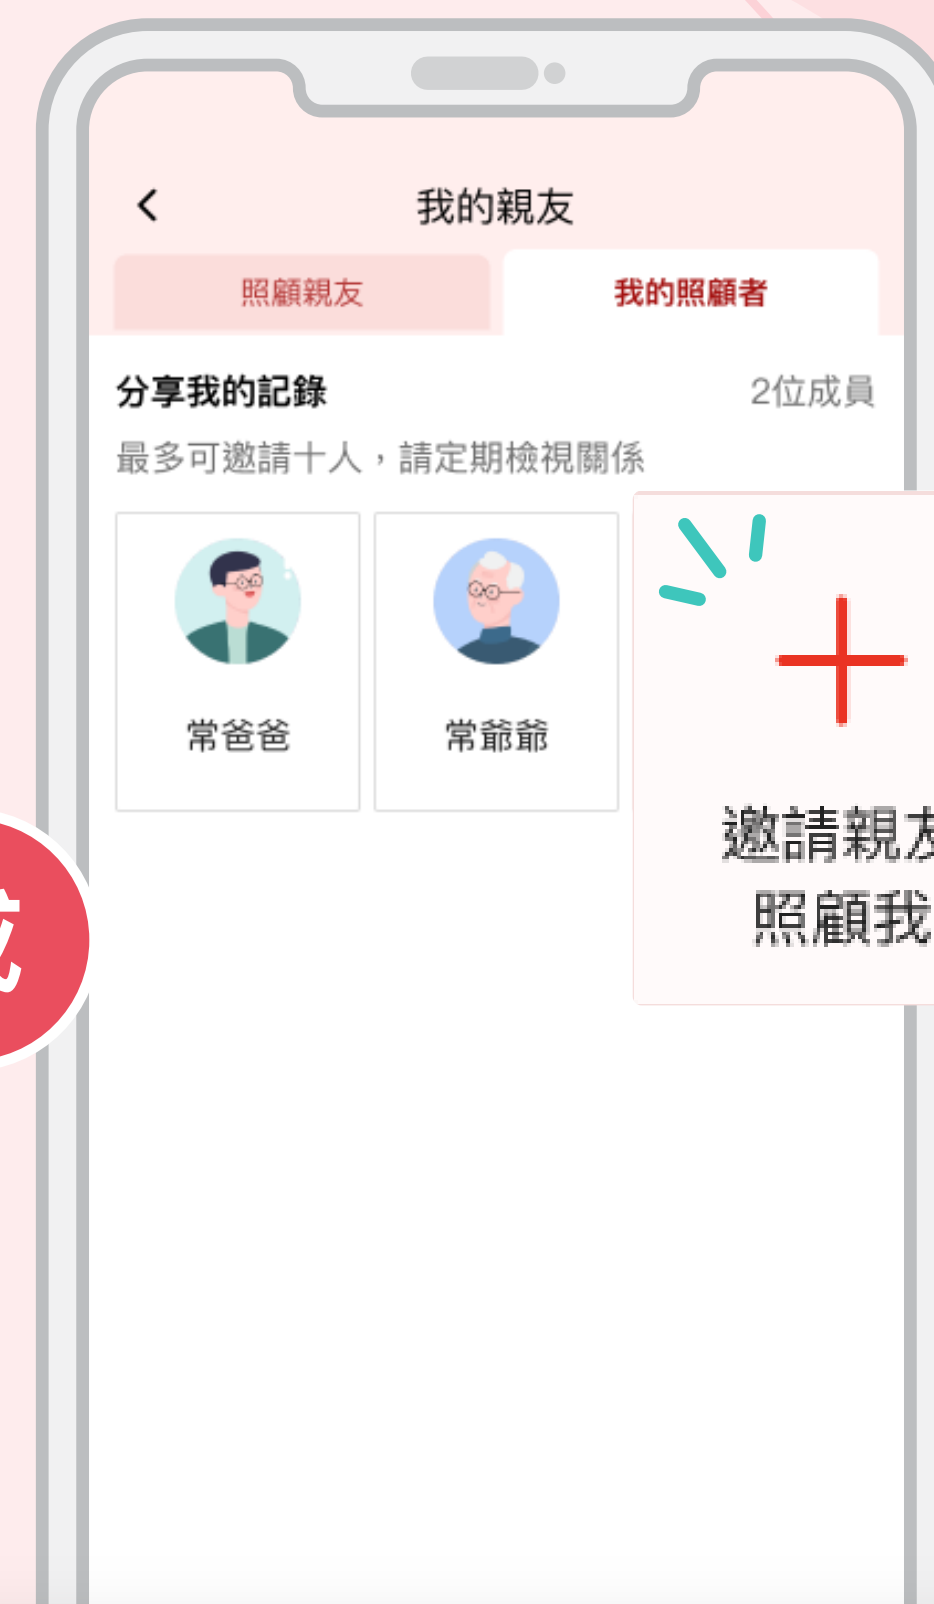 我的親友
照顧親友
我的照顧者
分享我的記錄
2位成員
最多可邀請十人，請定期檢視關係
常爸爸
常爺爺
邀請親友
照顧我